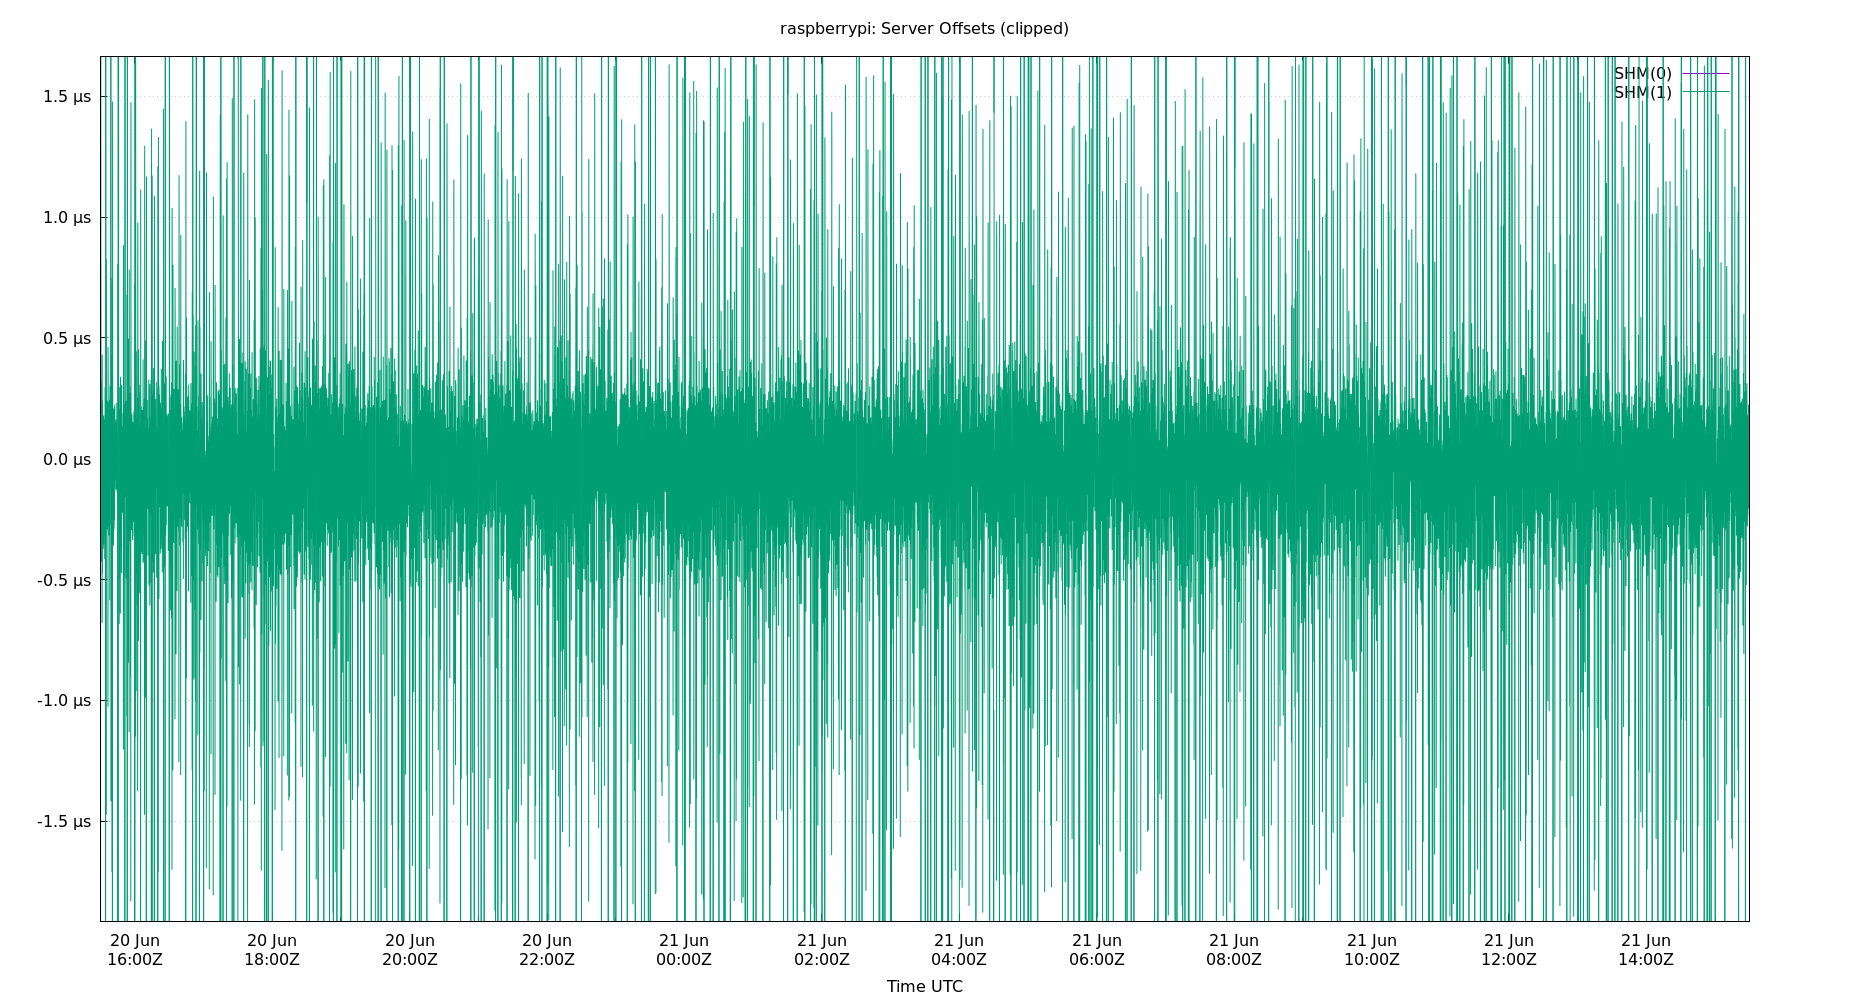 raspberrypi: Server Offsets (clipped)
SHM(0)
SHM(1)
1.5 µs
1.0 µs
0.5 µs
0.0 µs
-0.5 µs
-1.0 µs
-1.5 µs
20 Jun 20 Jun 20 Jun 20 Jun 21 Jun 21 Jun 21 Jun 21 Jun 21 Jun 21 Jun 21 Jun 21 Jun
16:00Z 18:00Z 20:00Z 22:00Z 00:00Z 02:00Z 04:00Z 06:00Z 08:00Z 10:00Z 12:00Z 14:00Z
Time UTC